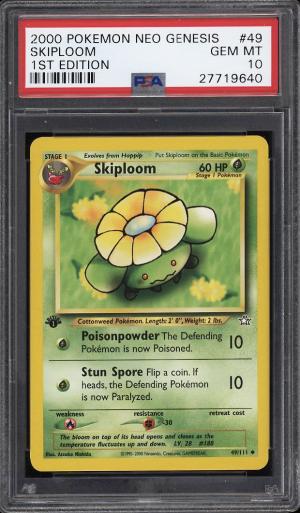 2000 POKEMON NEO GENESIS #49
SKIPLOOM GEM MT
1ST EDITION 10
PSA
27719640
STAGE 1 Evolves from Hoppip Put Skiploom on the Basic Pokémon
Skiploom 60 HP
Stage 1 Pokémon
Cottonweed Pokémon. Length: 2' 0", Weight: 2 lbs.
Poisonpowder The Defending 10
Pokémon is now Poisoned.
Stun Spore Flip a coin. If 10
heads, the Defending Pokémon
is now Paralyzed.
weakness resistance retreat cost
-30
The bloom on top of its head opens and closes as the
temperature fluctuates up and down. LV. 28 #188
Illus. Atsuko Nishida ©1995-2000 Nintendo, Creatures, GAMEFREAK. 49/111